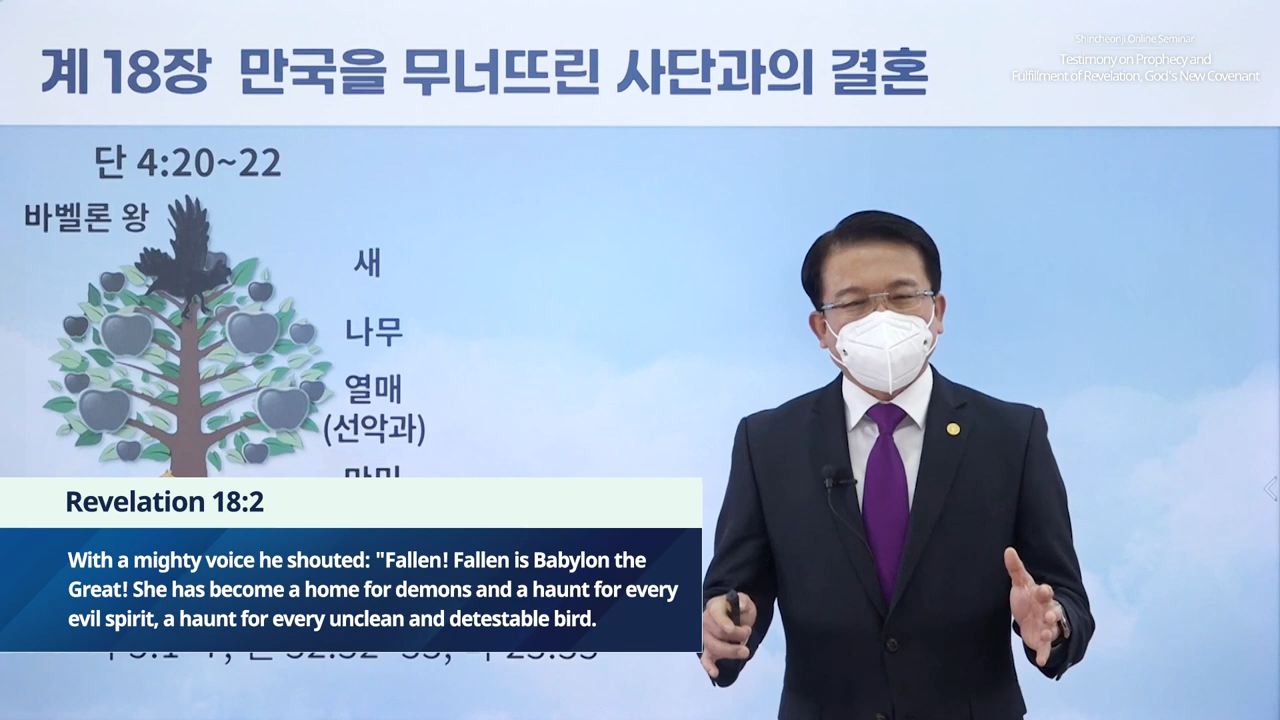 계 18장 만국을 무너뜨린 사단과의 결혼
Shincheonji Online Seminar
Testimony on Prophecy and
Fulfillment of Revelation, God's New Covenant
단 4:20~22
바벨론 왕
새
나무
열매
(선악과)
Revelation 18:2
With a mighty voice he shouted: "Fallen! Fallen is Babylon the
Great! She has become a home for demons and a haunt for every
evil spirit, a haunt for every unclean and detestable bird.